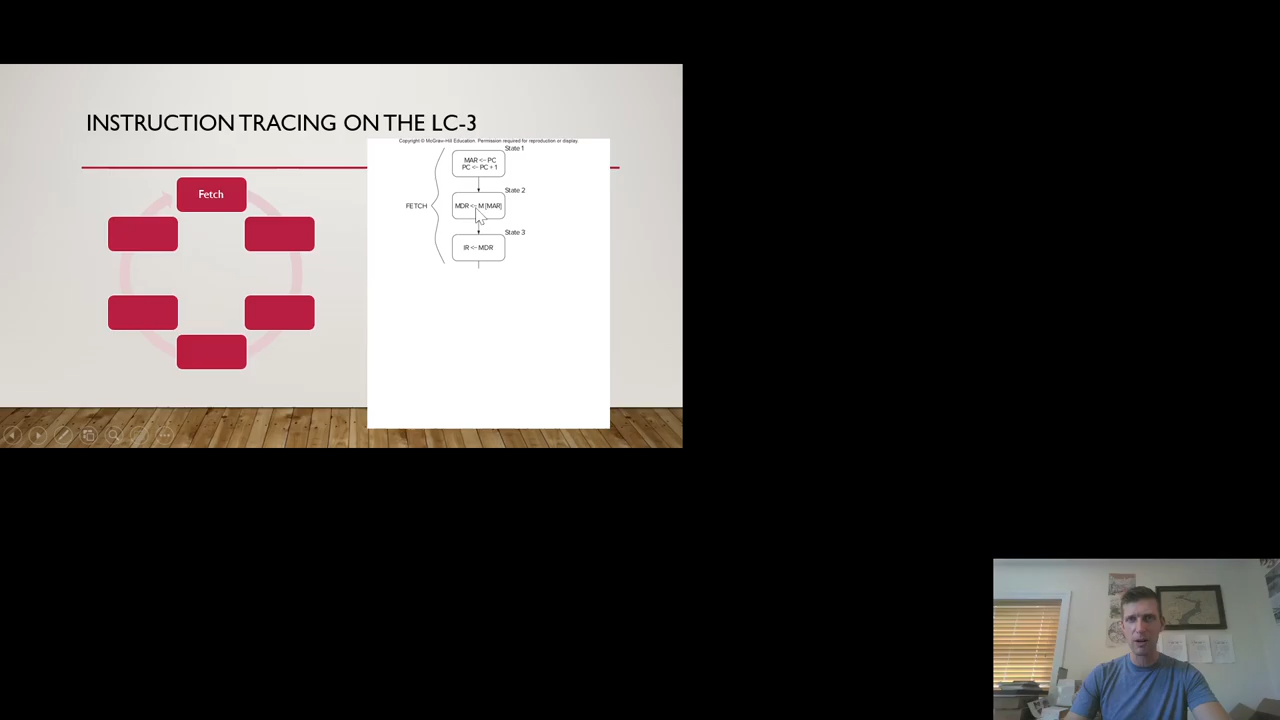 INSTRUCTION TRACING ON THE LC-3
Copyright © McGraw-Hill Education. Permission required for reproduction or display.
Fetch
FETCH
State 1
MAR <- PC
PC <- PC + 1
State 2
MDR <- M [MAR]
State 3
IR <- MDR